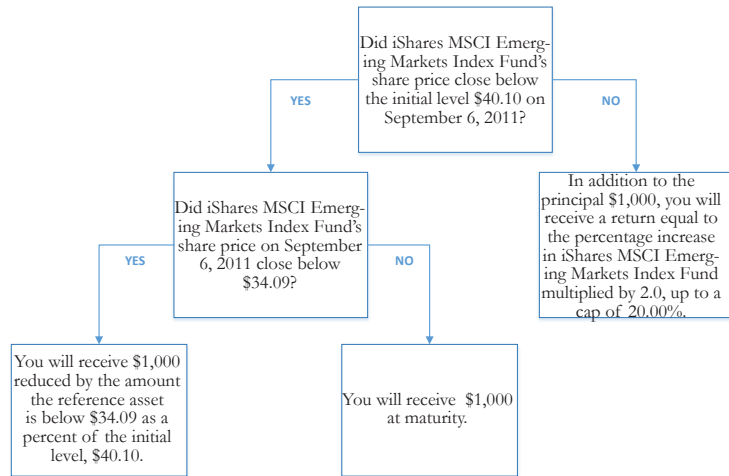 Did iShares MSCI Emerg-
ing Markets Index Fund's
share price close below
the initial level $40.10 on
September 6, 2011?
YES
NO
Did iShares MSCI Emerg-
ing Markets Index Fund's
share price on September
6, 2011 close below
$34.09?
In addition to the
principal $1,000, you will
receive a return equal to
the percentage increase
in iShares MSCI Emerg-
ing Markets Index Fund
multiplied by 2.0, up to a
cap of 20.00%.
YES
NO
You will receive $1,000
reduced by the amount
the reference asset
is below $34.09 as a
percent of the initial
level, $40.10.
You will receive $1,000
at maturity.